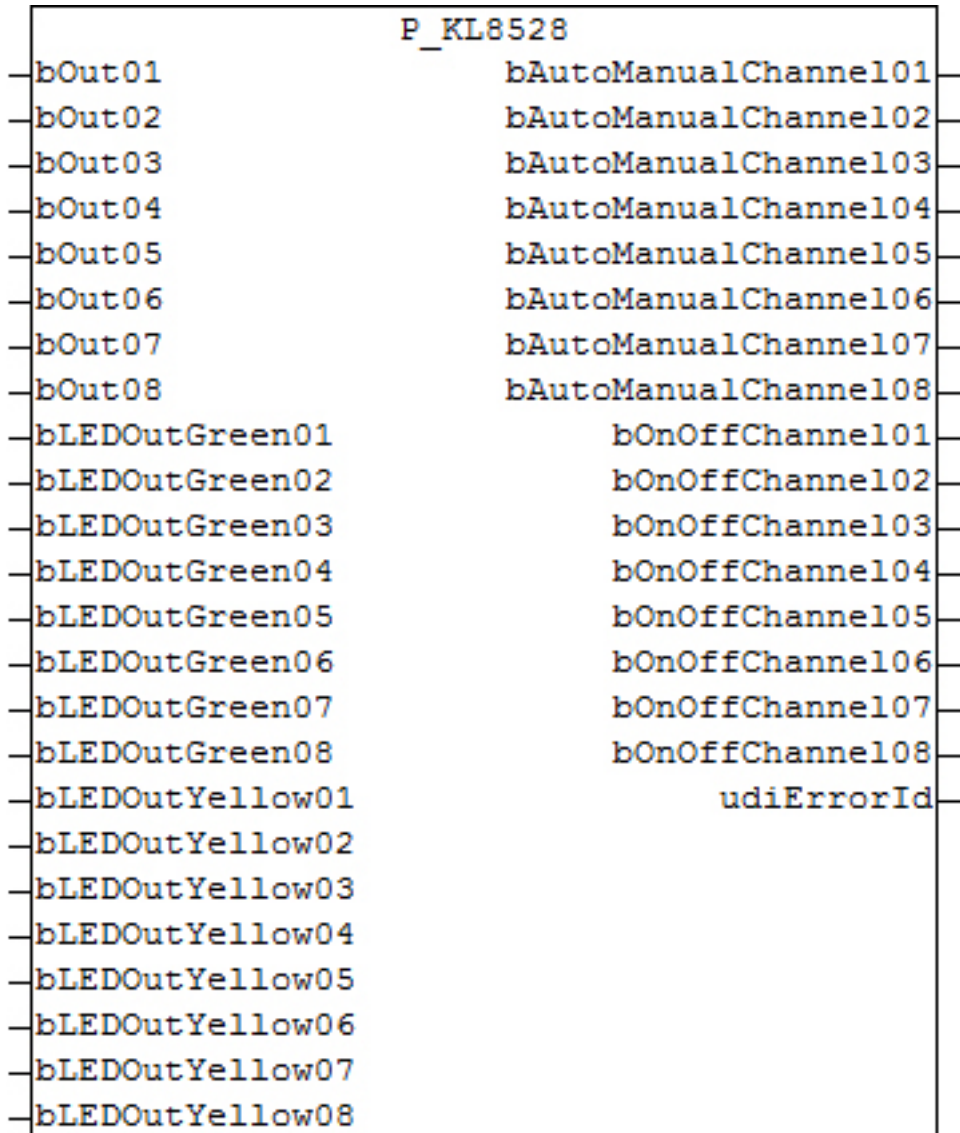 P_KL8528
bOut01 bAutoManualChannel01
bOut02 bAutoManualChannel02
bOut03 bAutoManualChannel03
bOut04 bAutoManualChannel04
bOut05 bAutoManualChannel05
bOut06 bAutoManualChannel06
bOut07 bAutoManualChannel07
bOut08 bAutoManualChannel08
bLEDOutGreen01 bOnOffChannel01
bLEDOutGreen02 bOnOffChannel02
bLEDOutGreen03 bOnOffChannel03
bLEDOutGreen04 bOnOffChannel04
bLEDOutGreen05 bOnOffChannel05
bLEDOutGreen06 bOnOffChannel06
bLEDOutGreen07 bOnOffChannel07
bLEDOutGreen08 bOnOffChannel08
bLEDOutYellow01 udiErrorId
bLEDOutYellow02
bLEDOutYellow03
bLEDOutYellow04
bLEDOutYellow05
bLEDOutYellow06
bLEDOutYellow07
bLEDOutYellow08